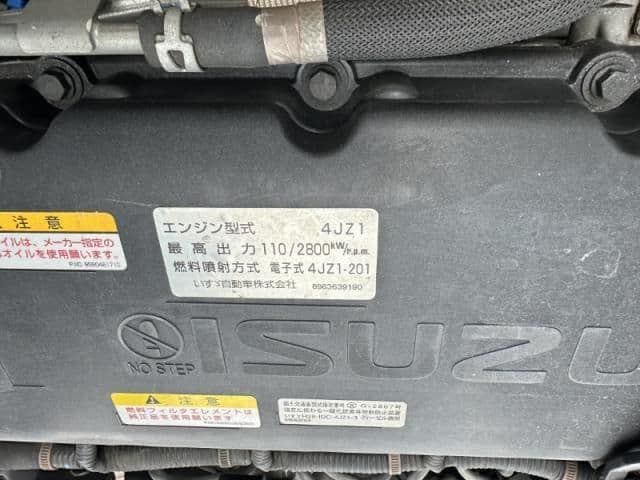 注意
イルは、メーカー指定の
オイルを使用願います。
エンジン型式 4JZ1
最高出力 110/2800kW/r.p.m.
燃料噴射方式 電子式 4JZ1-201
いすゞ自動車株式会社 8983639190
ISUZU
NO STEP
注意
燃料フィルタエレメントは
純正品を使用願います。